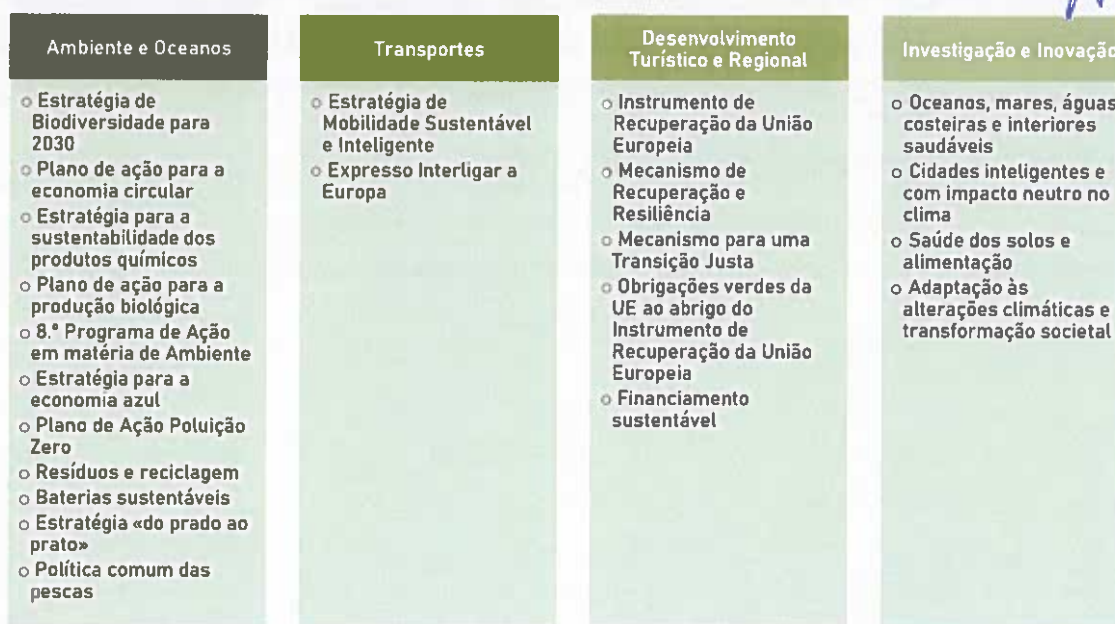 Ambiente e Oceanos
o Estratégia de
Biodiversidade para
2030
o Plano de ação para a
economia circular
o Estratégia para a
sustentabilidade dos
produtos químicos
o Plano de ação para a
produção biológica
o 8.º Programa de Ação
em matéria de Ambiente
o Estratégia para a
economia azul
o Plano de Ação Poluição
Zero
o Resíduos e reciclagem
o Baterias sustentáveis
o Estratégia «do prado ao
prato»
o Política comum das
pescas
Transportes
o Estratégia de
Mobilidade Sustentável
e Inteligente
o Expresso Interligar a
Europa
Desenvolvimento
Turístico e Regional
o Instrumento de
Recuperação da União
Europeia
o Mecanismo de
Recuperação e
Resiliência
o Mecanismo para uma
Transição Justa
o Obrigações verdes da
UE ao abrigo do
Instrumento de
Recuperação da União
Europeia
o Financiamento
sustentável
Investigação e Inovação
o Oceanos, mares, águas
costeiras e interiores
saudáveis
o Cidades inteligentes e
com impacto neutro no
clima
o Saúde dos solos e
alimentação
o Adaptação às
alterações climáticas e
transformação societal